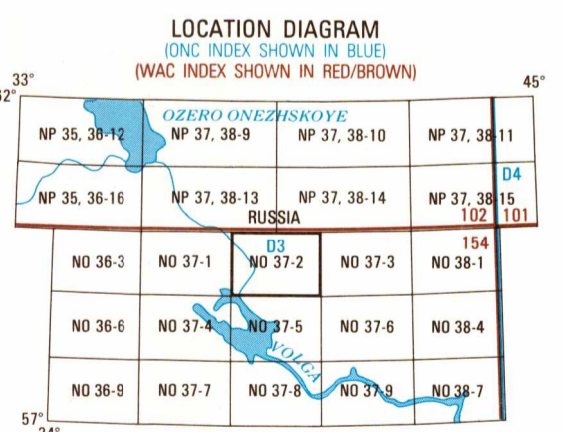 LOCATION DIAGRAM
(ONC INDEX SHOWN IN BLUE)
(WAC INDEX SHOWN IN RED/BROWN)
33° 45°
62°
OZERO ONEZHSKOYE
NP 35, 36-12 NP 37, 38-9 NP 37, 38-10 NP 37, 38-11
D4
NP 35, 36-16 NP 37, 38-13 NP 37, 38-14 NP 37, 38-15
RUSSIA 102 101
D3 154
NO 36-3 NO 37-1 NO 37-2 NO 37-3 NO 38-1
NO 36-6 NO 37-4 NO 37-5 NO 37-6 NO 38-4
VOLGA
NO 36-9 NO 37-7 NO 37-8 NO 37-9 NO 38-7
57°